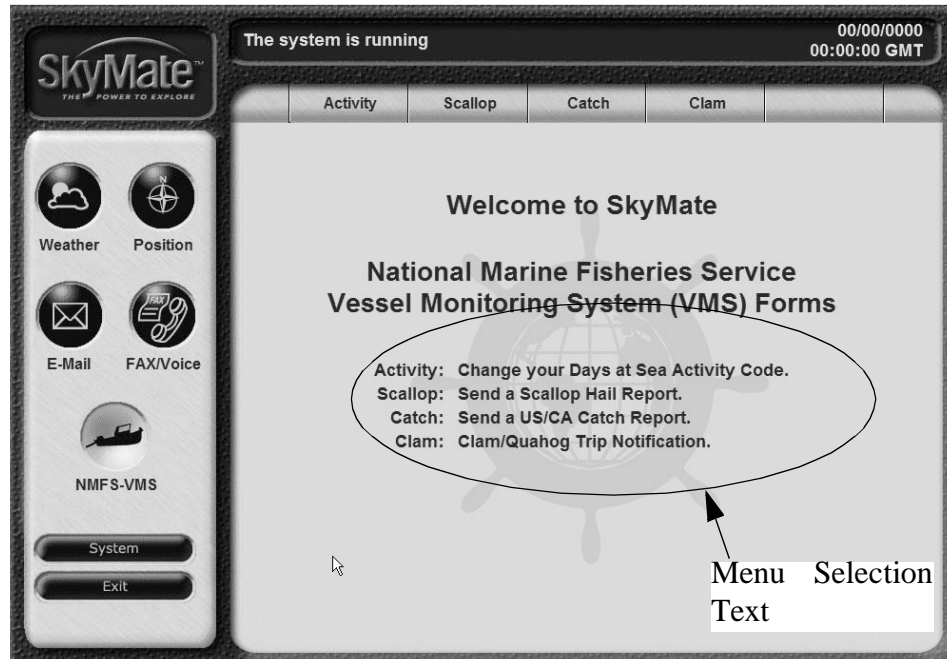 SkyMate™
THE POWER TO EXPLORE
The system is running
00/00/0000
00:00:00 GMT
Activity Scallop Catch Clam
Weather Position
FAX
E-Mail FAX/Voice
NMFS-VMS
System
Exit
Welcome to SkyMate
National Marine Fisheries Service
Vessel Monitoring System (VMS) Forms
Activity: Change your Days at Sea Activity Code.
Scallop: Send a Scallop Hail Report.
Catch: Send a US/CA Catch Report.
Clam: Clam/Quahog Trip Notification.
N
Menu Selection
Text